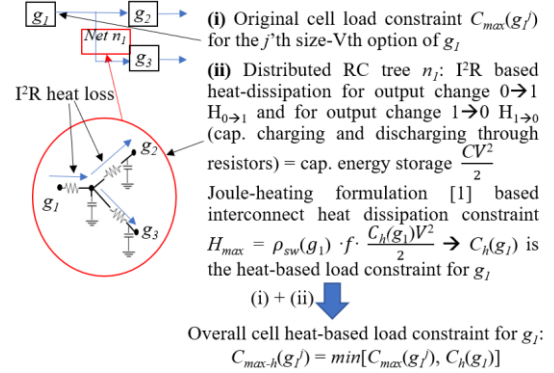 g₁
g₂
Net n₁
g₃
I²R heat loss
g₂
g₁
g₃
(i) Original cell load constraint Cₘₐₓ(g₁ʲ)
for the j'th size-Vth option of g₁
(ii) Distributed RC tree n₁: I²R based
heat-dissipation for output change 0→1
H₀→₁ and for output change 1→0 H₁→₀
(cap. charging and discharging through
resistors) = cap. energy storage CV²/2
Joule-heating formulation [1] based
interconnect heat dissipation constraint
Hₘₐₓ = ρₛw(g₁) ·f· Cₕ(g₁)V²/2 → Cₕ(g₁) is
the heat-based load constraint for g₁
(i) + (ii)
Overall cell heat-based load constraint for g₁:
Cₘₐₓ₋ₕ(g₁ʲ) = min[Cₘₐₓ(g₁ʲ), Cₕ(g₁)]